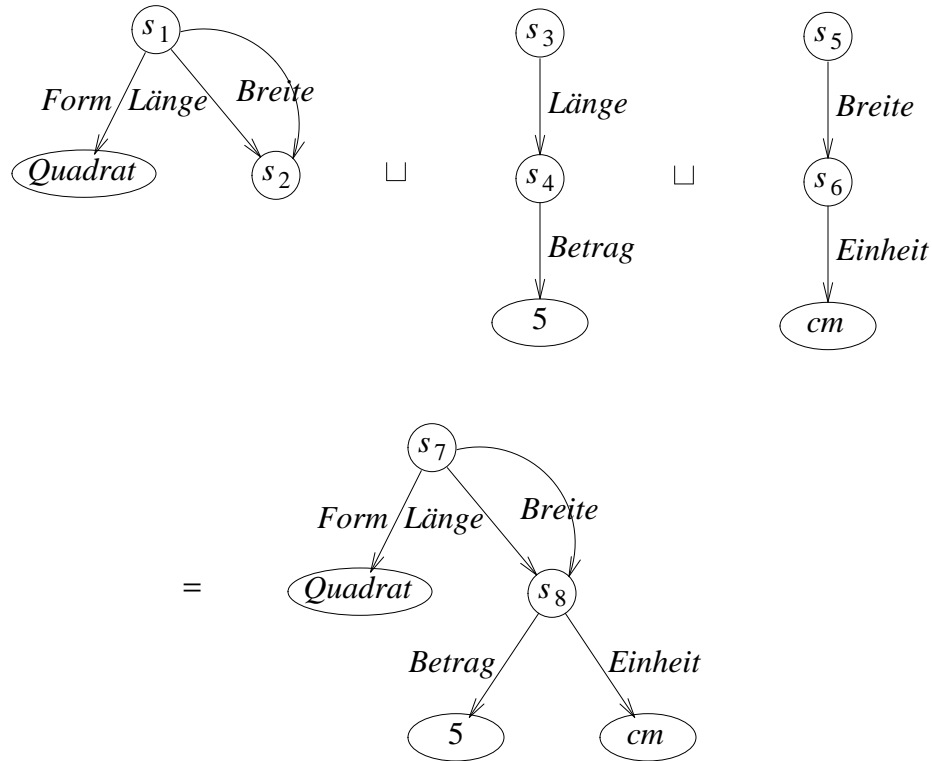 s1 s3 s5
Form Länge Breite Länge Breite
Quadrat s2 ⊔ s4 ⊔ s6
Betrag Einheit
5 cm
s7
Form Länge Breite
= Quadrat s8
Betrag Einheit
5 cm